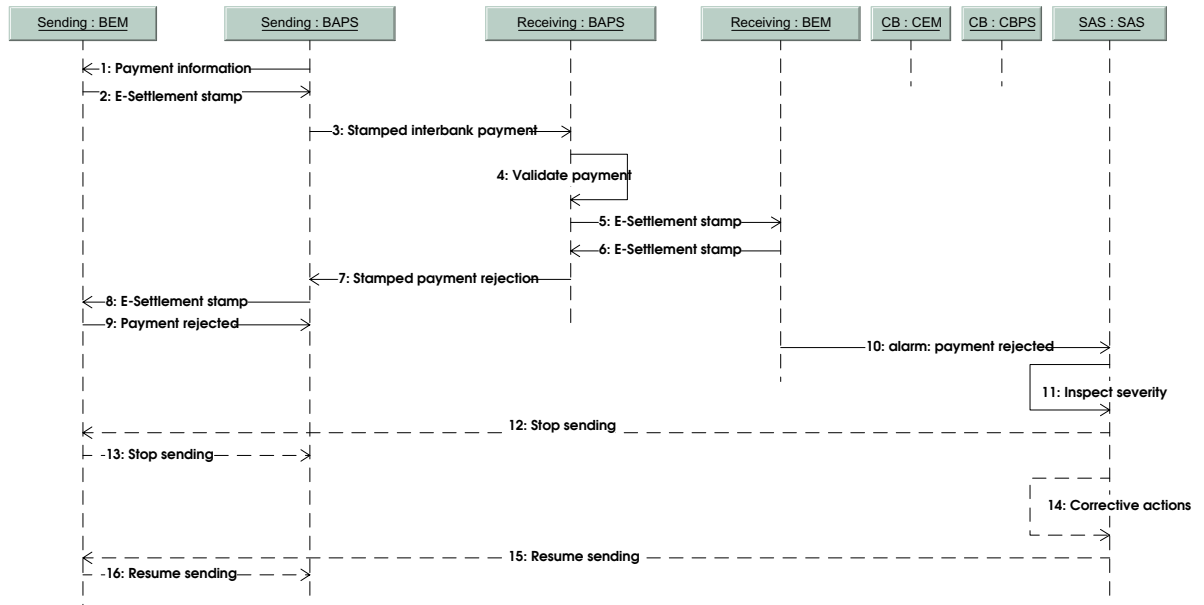 Sending : BEM
Sending : BAPS
Receiving : BAPS
Receiving : BEM
CB : CEM
CB : CBPS
SAS : SAS
1: Payment information
2: E-Settlement stamp
3: Stamped interbank payment
4: Validate payment
5: E-Settlement stamp
6: E-Settlement stamp
7: Stamped payment rejection
8: E-Settlement stamp
9: Payment rejected
10: alarm: payment rejected
11: Inspect severity
12: Stop sending
13: Stop sending
14: Corrective actions
15: Resume sending
16: Resume sending